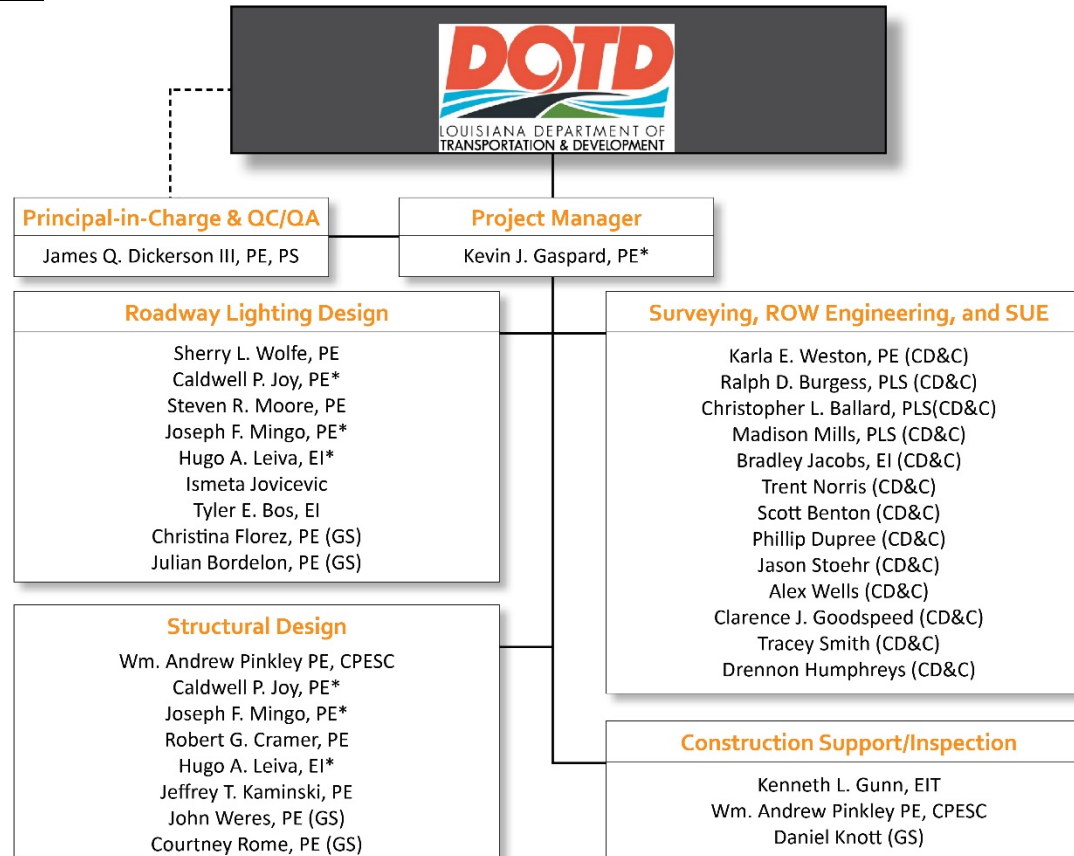 DOTD
LOUISIANA DEPARTMENT OF
TRANSPORTATION & DEVELOPMENT
Principal-in-Charge & QC/QA
James Q. Dickerson III, PE, PS
Project Manager
Kevin J. Gaspard, PE*
Roadway Lighting Design
Sherry L. Wolfe, PE
Caldwell P. Joy, PE*
Steven R. Moore, PE
Joseph F. Mingo, PE*
Hugo A. Leiva, EI*
Ismeta Jovicevic
Tyler E. Bos, EI
Christina Florez, PE (GS)
Julian Bordelon, PE (GS)
Surveying, ROW Engineering, and SUE
Karla E. Weston, PE (CD&C)
Ralph D. Burgess, PLS (CD&C)
Christopher L. Ballard, PLS(CD&C)
Madison Mills, PLS (CD&C)
Bradley Jacobs, EI (CD&C)
Trent Norris (CD&C)
Scott Benton (CD&C)
Phillip Dupree (CD&C)
Jason Stoehr (CD&C)
Alex Wells (CD&C)
Clarence J. Goodspeed (CD&C)
Tracey Smith (CD&C)
Drennon Humphreys (CD&C)
Structural Design
Wm. Andrew Pinkley PE, CPESC
Caldwell P. Joy, PE*
Joseph F. Mingo, PE*
Robert G. Cramer, PE
Hugo A. Leiva, EI*
Jeffrey T. Kaminski, PE
John Weres, PE (GS)
Courtney Rome, PE (GS)
Construction Support/Inspection
Kenneth L. Gunn, EIT
Wm. Andrew Pinkley PE, CPESC
Daniel Knott (GS)